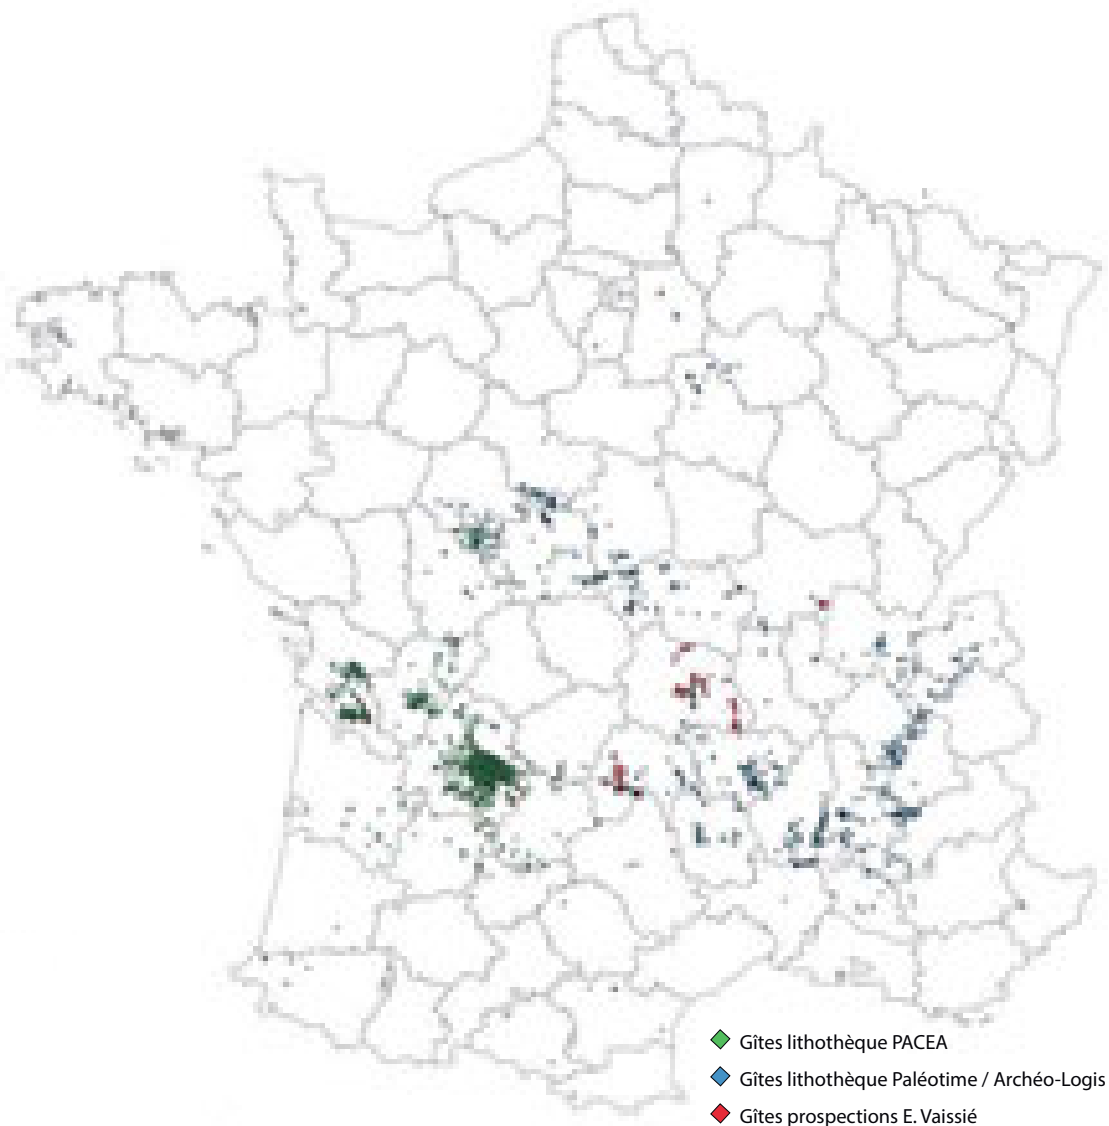 Gîtes lithothèque PACEA
Gîtes lithothèque Paléotime / Archéo-Logis
Gîtes prospections E. Vaissié